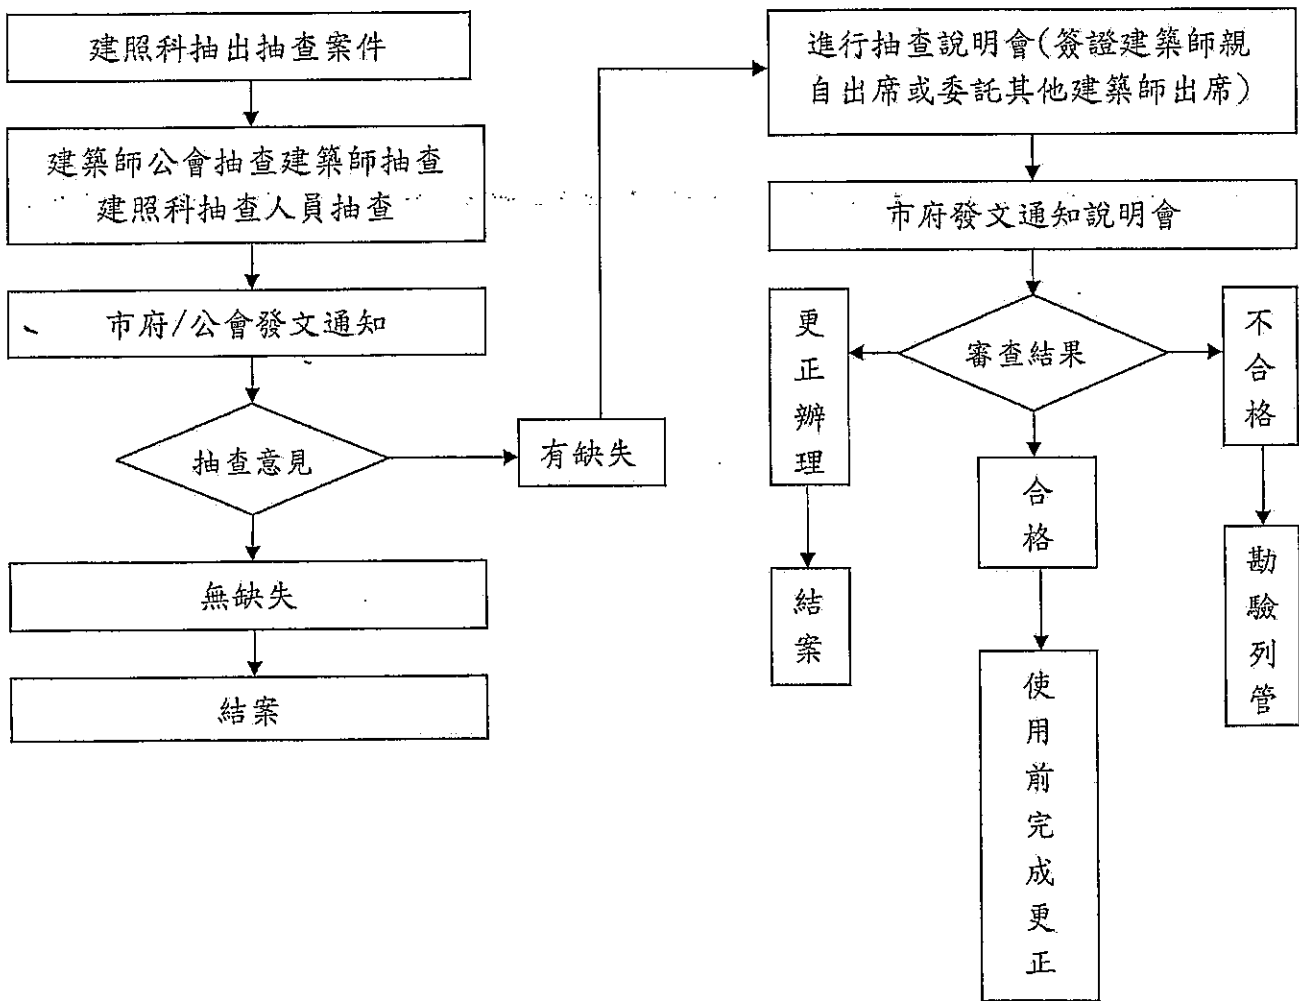 建照科抽出抽查案件
建築師公會抽查建築師抽查
建照科抽查人員抽查
市府/公會發文通知
抽查意見
有缺失
無缺失
結案
進行抽查說明會(簽證建築師親
自出席或委託其他建築師出席)
市府發文通知說明會
審查結果
更正辦理
結案
合格
使用前完成更正
不合格
勘驗列管